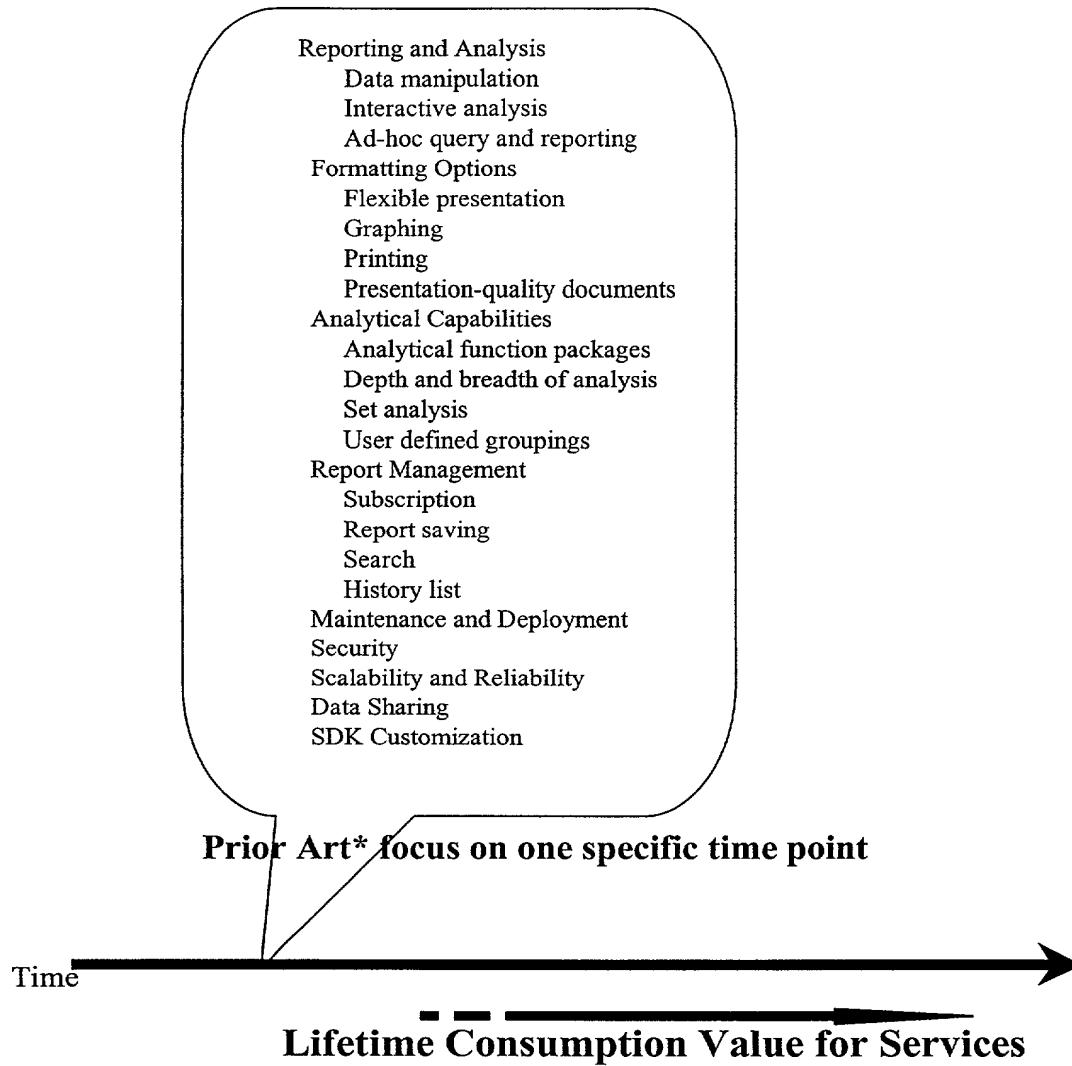 Reporting and Analysis
Data manipulation
Interactive analysis
Ad-hoc query and reporting
Formatting Options
Flexible presentation
Graphing
Printing
Presentation-quality documents
Analytical Capabilities
Analytical function packages
Depth and breadth of analysis
Set analysis
User defined groupings
Report Management
Subscription
Report saving
Search
History list
Maintenance and Deployment
Security
Scalability and Reliability
Data Sharing
SDK Customization
Prior Art* focus on one specific time point
Time
Lifetime Consumption Value for Services